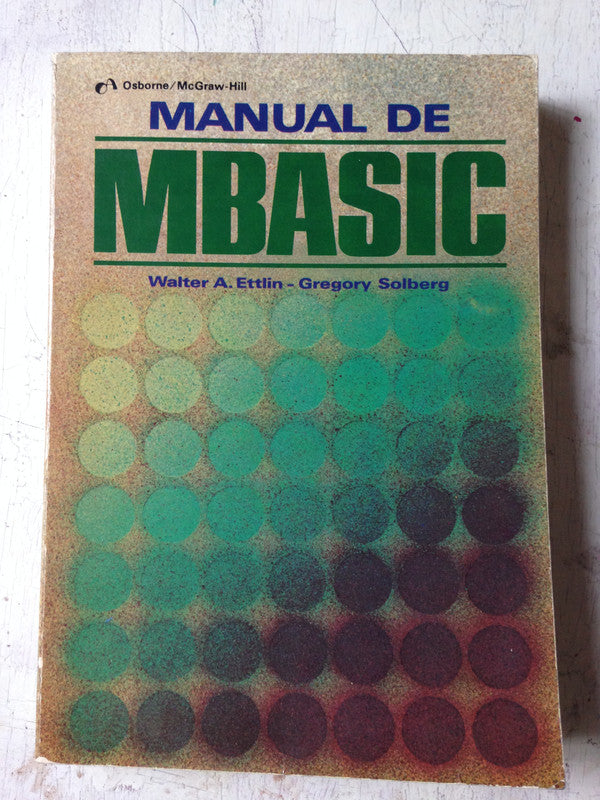 Osborne/McGraw-Hill
MANUAL DE
MBASIC
Walter A. Ettlin - Gregory Solberg